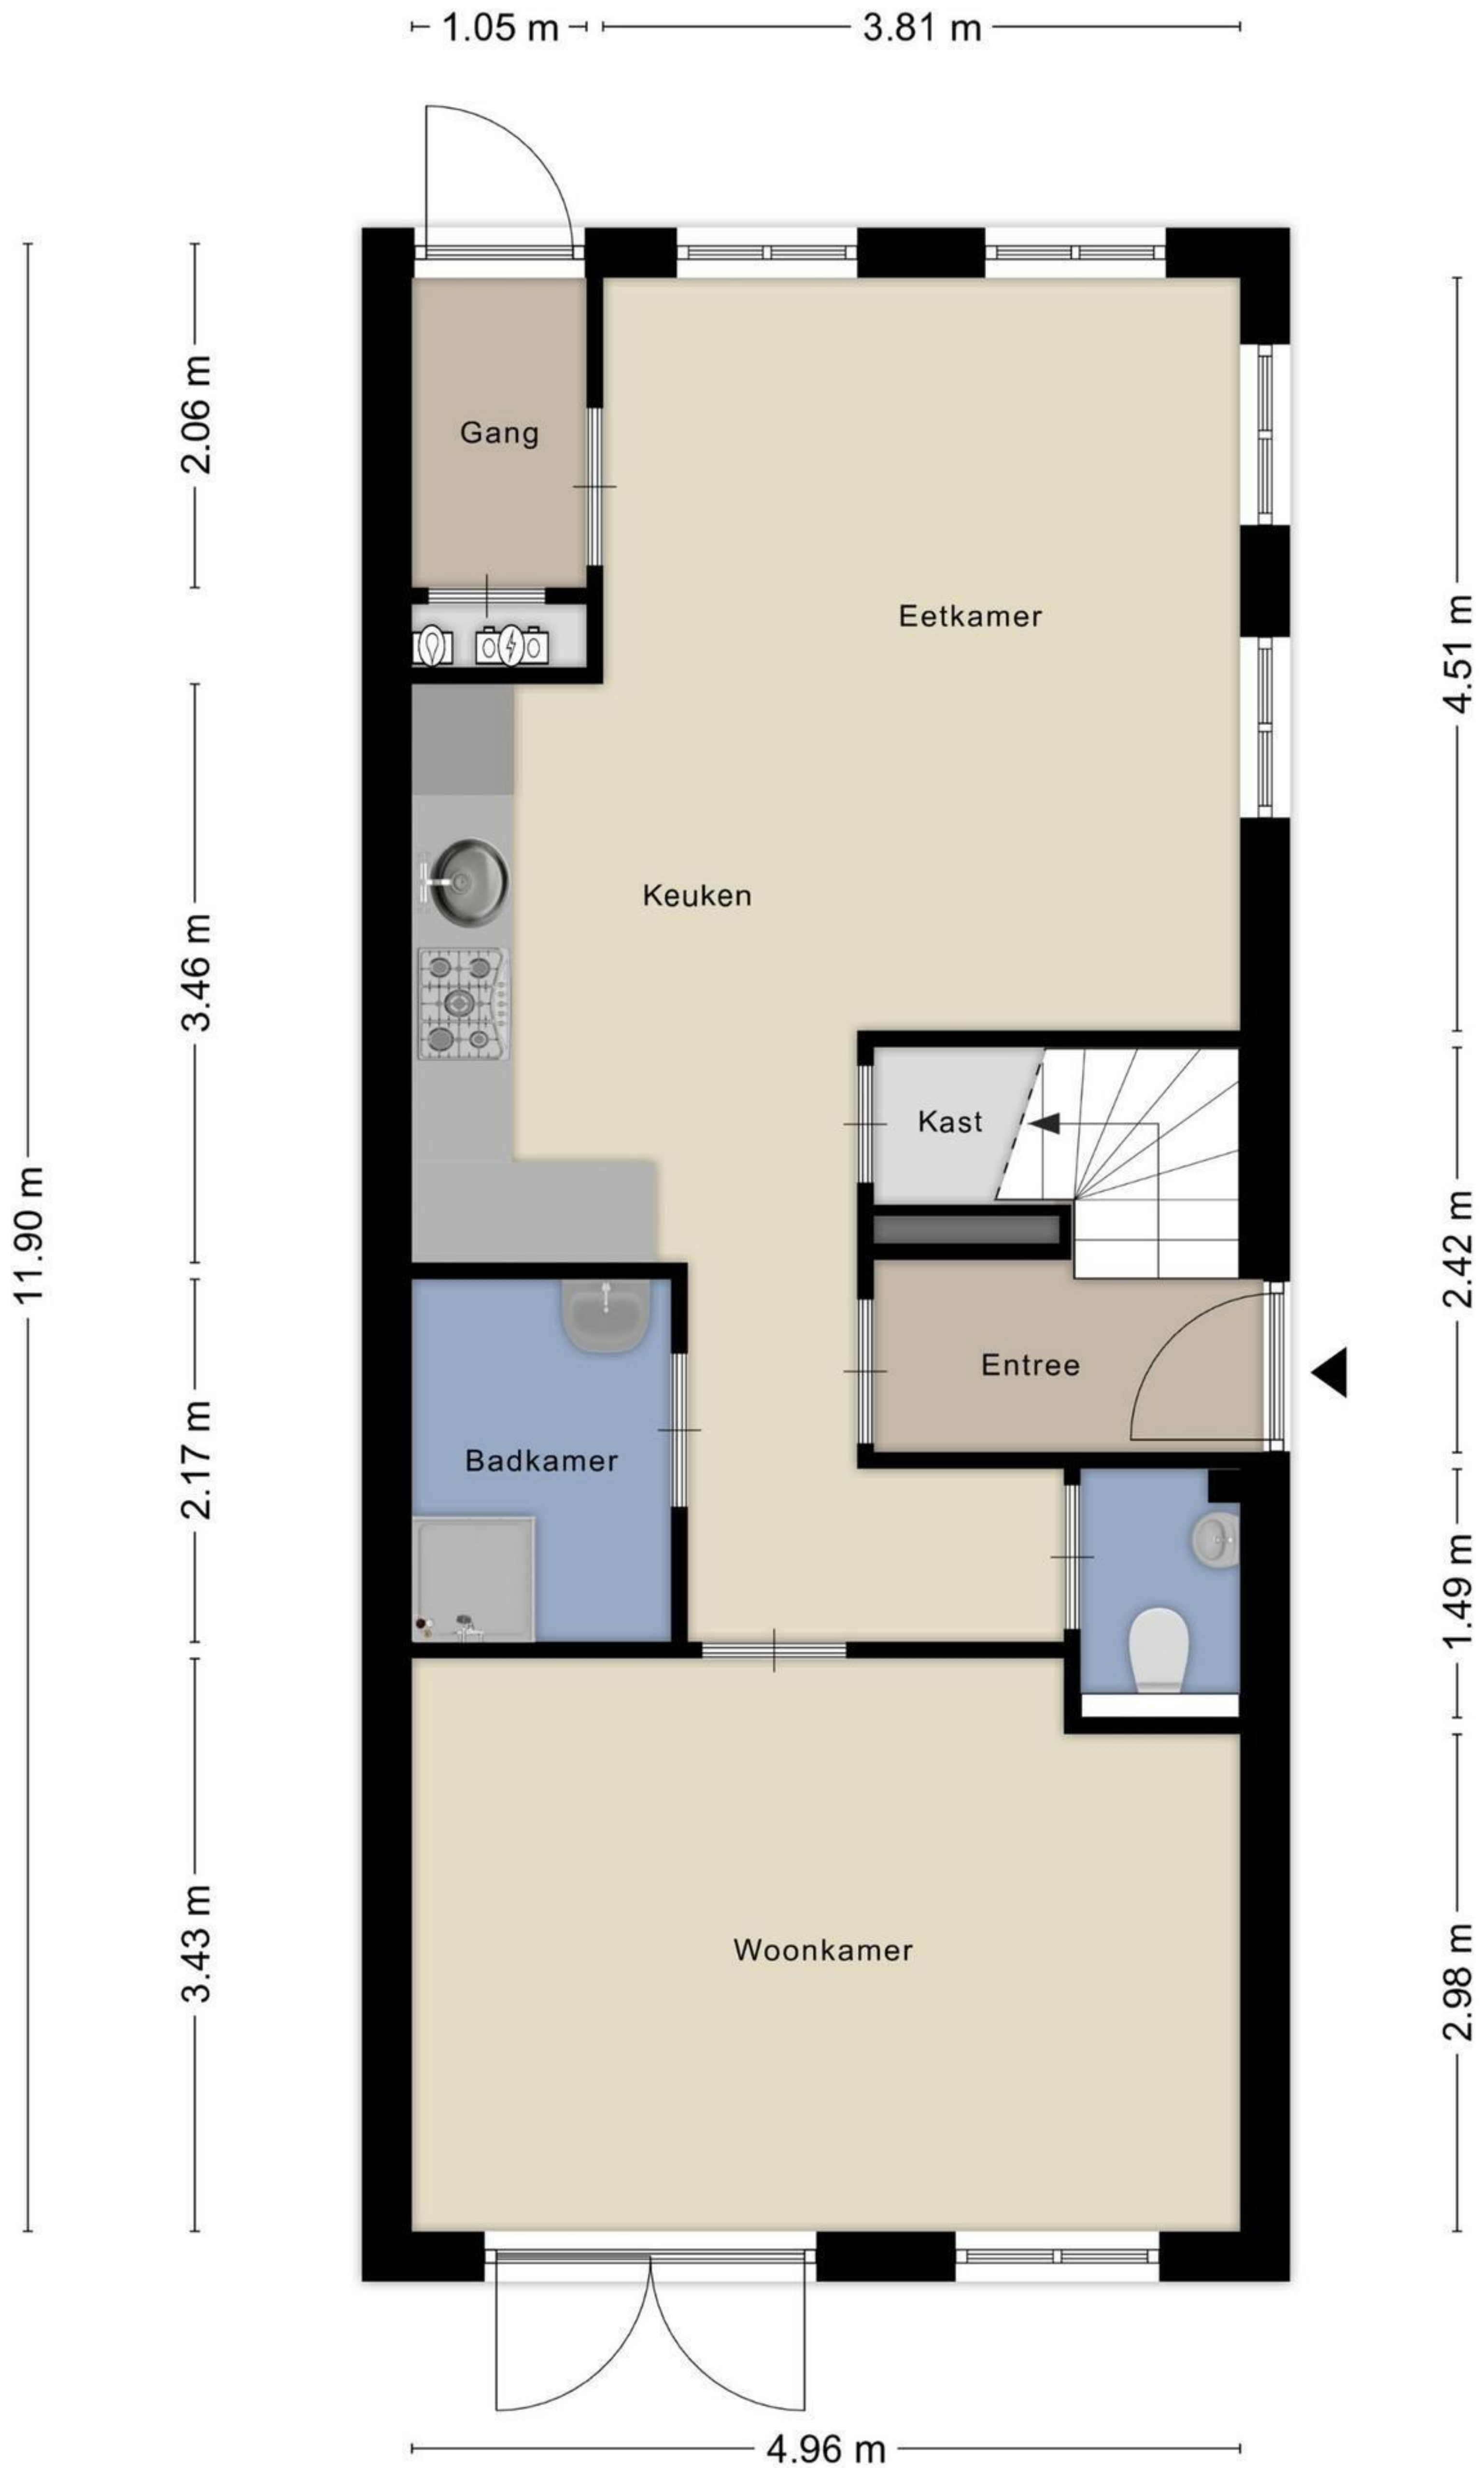 1.05 m
3.81 m
2.06 m
Gang
Eetkamer
4.51 m
Keuken
3.46 m
Kast
11.90 m
2.42 m
Entree
Badkamer
2.17 m
1.49 m
Woonkamer
3.43 m
2.98 m
4.96 m